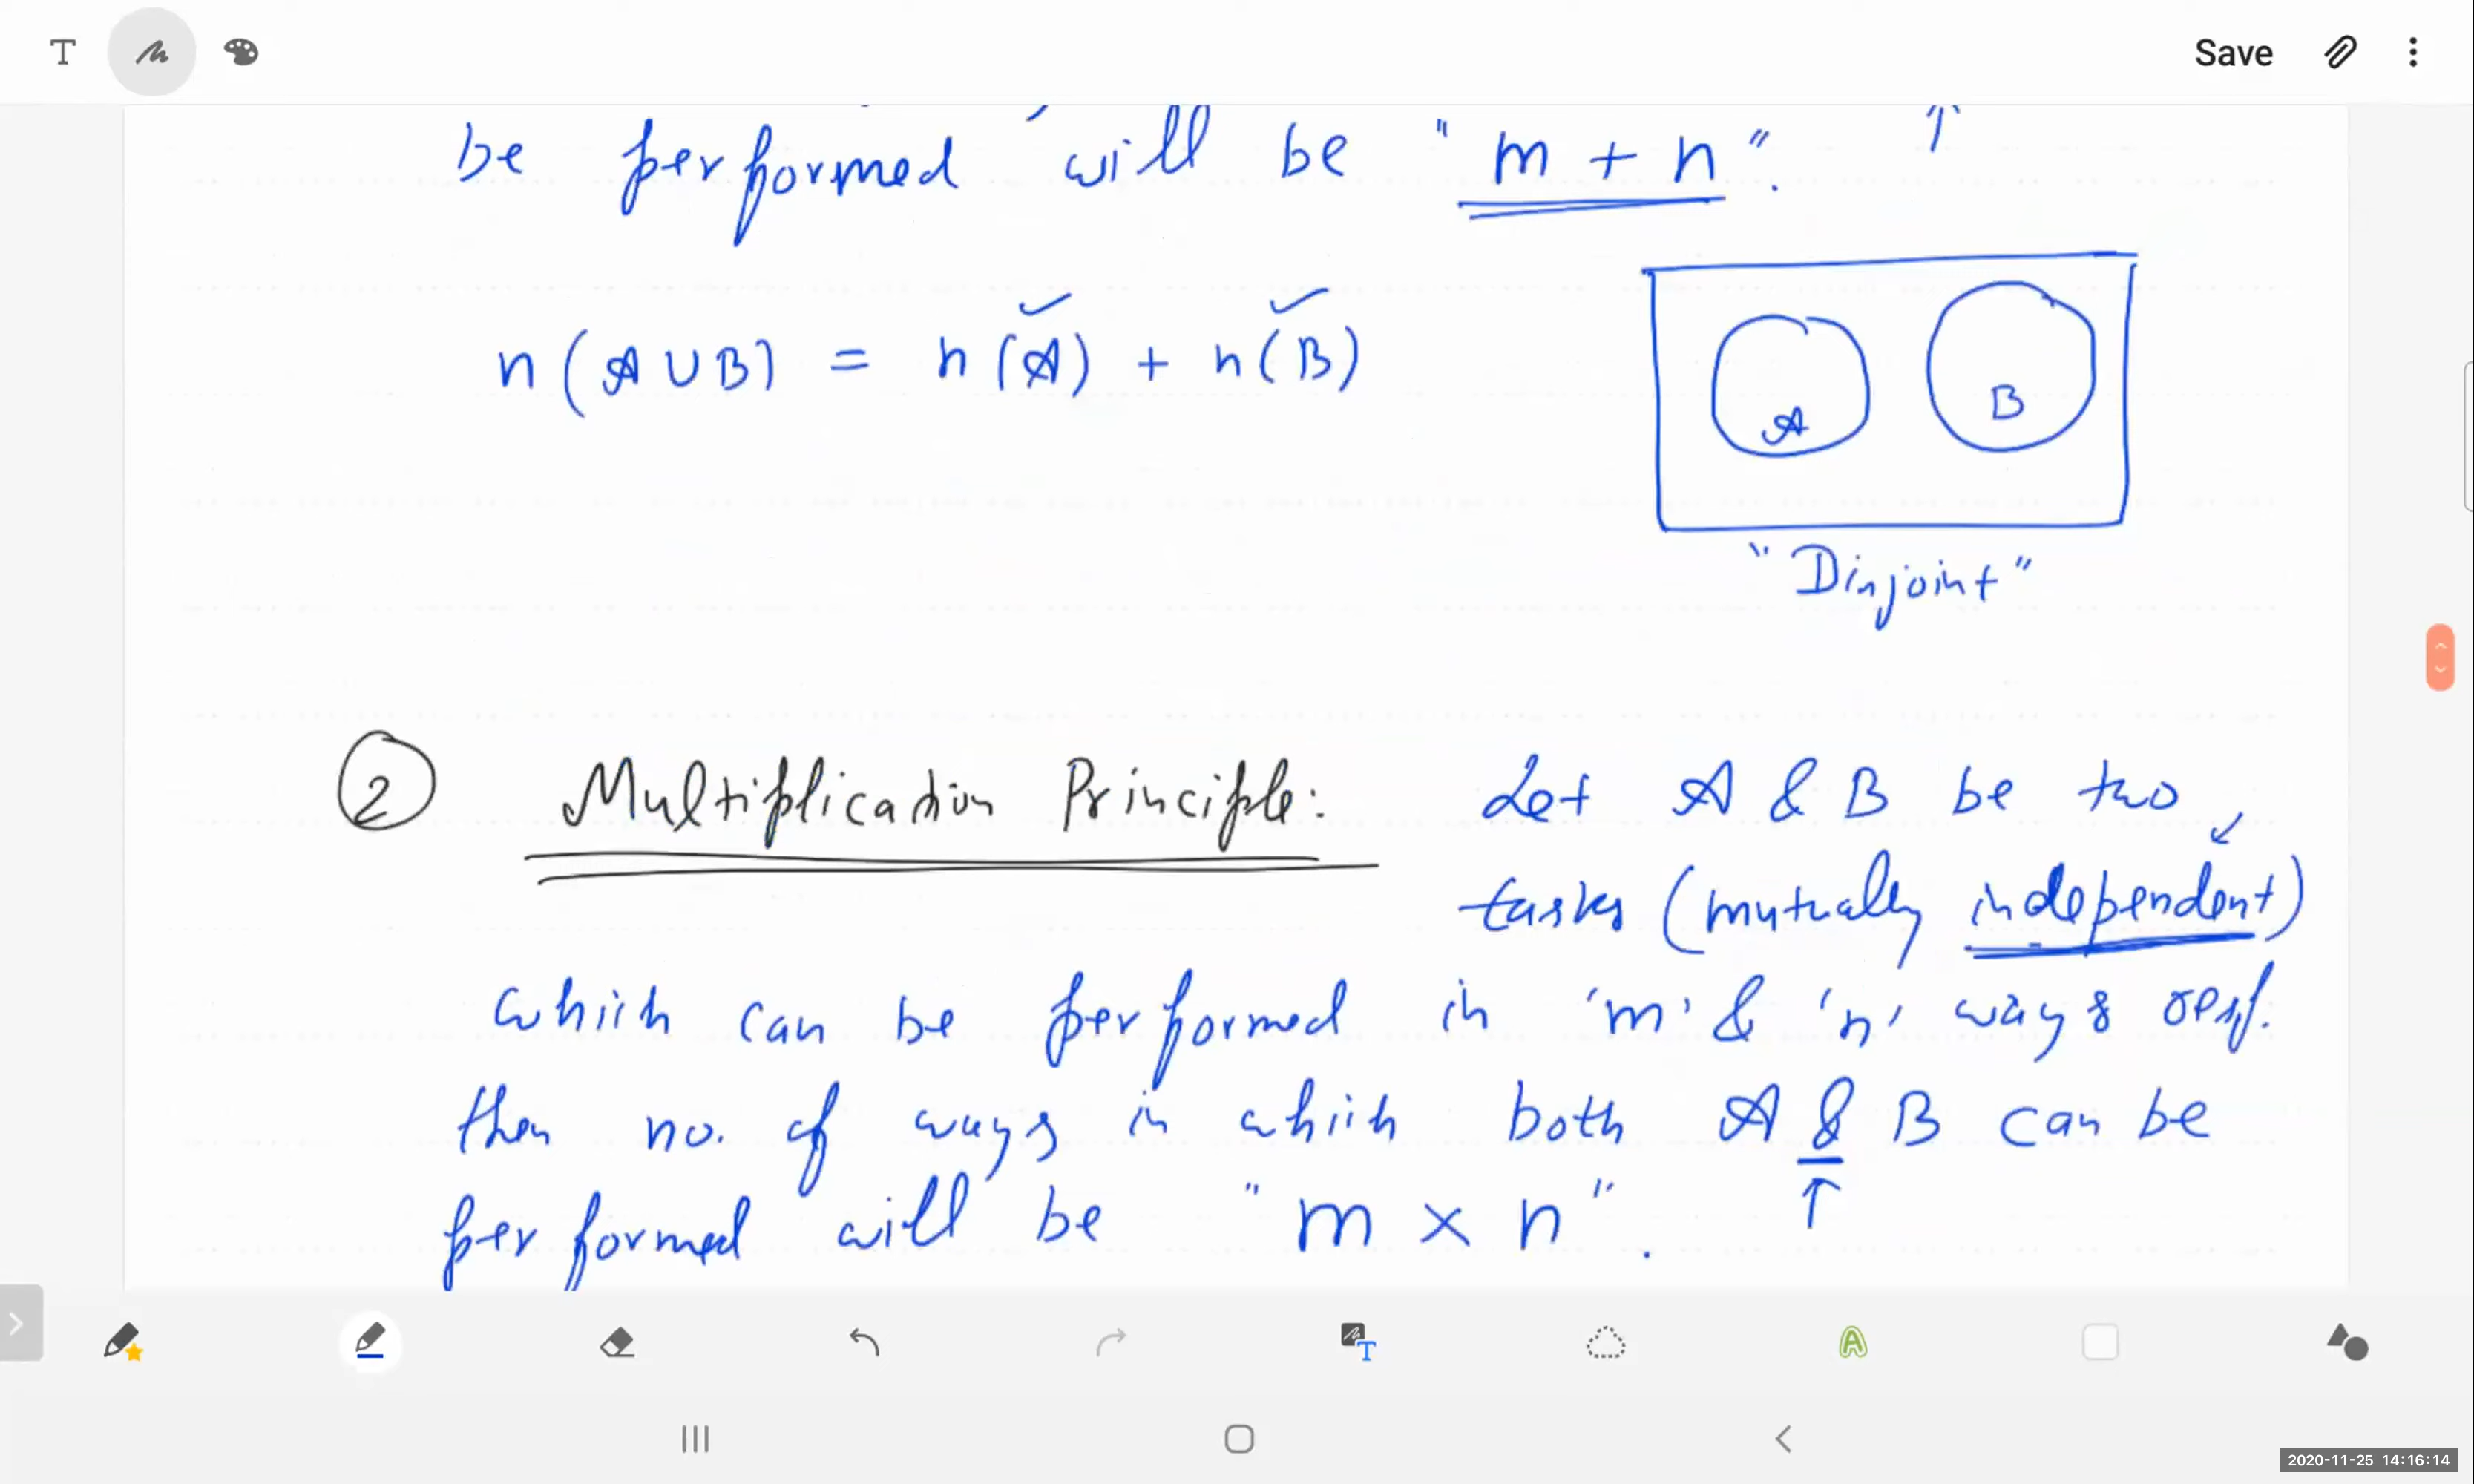 T Save
be performed will be "m + n".
n(A∪B) = n(A) + n(B)
A B
"Disjoint"
2 Multiplication Principle: Let A & B be two
tasks (mutually independent)
which can be performed in 'm' & 'n' ways resp.
then no. of ways in which both A & B can be
performed will be "m × n".
T A
2020-11-25 14:16:14